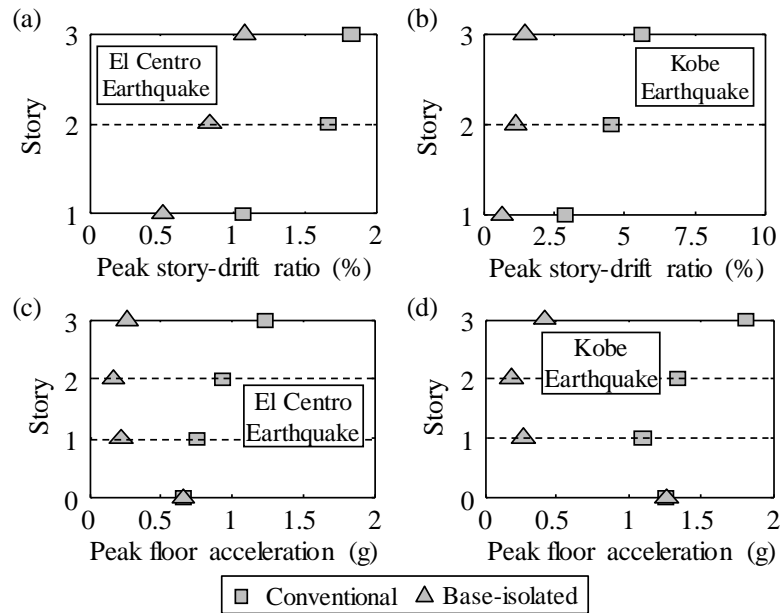 (a)
3
2
1
Story
El Centro
Earthquake
0 0.5 1 1.5 2
Peak story-drift ratio (%)
(b)
3
2
1
Story
Kobe
Earthquake
0 2.5 5 7.5 10
Peak story-drift ratio (%)
(c)
3
2
1
0
Story
El Centro
Earthquake
0 0.5 1 1.5 2
Peak floor acceleration (g)
(d)
3
2
1
0
Story
Kobe
Earthquake
0 0.5 1 1.5 2
Peak floor acceleration (g)
Conventional Base-isolated